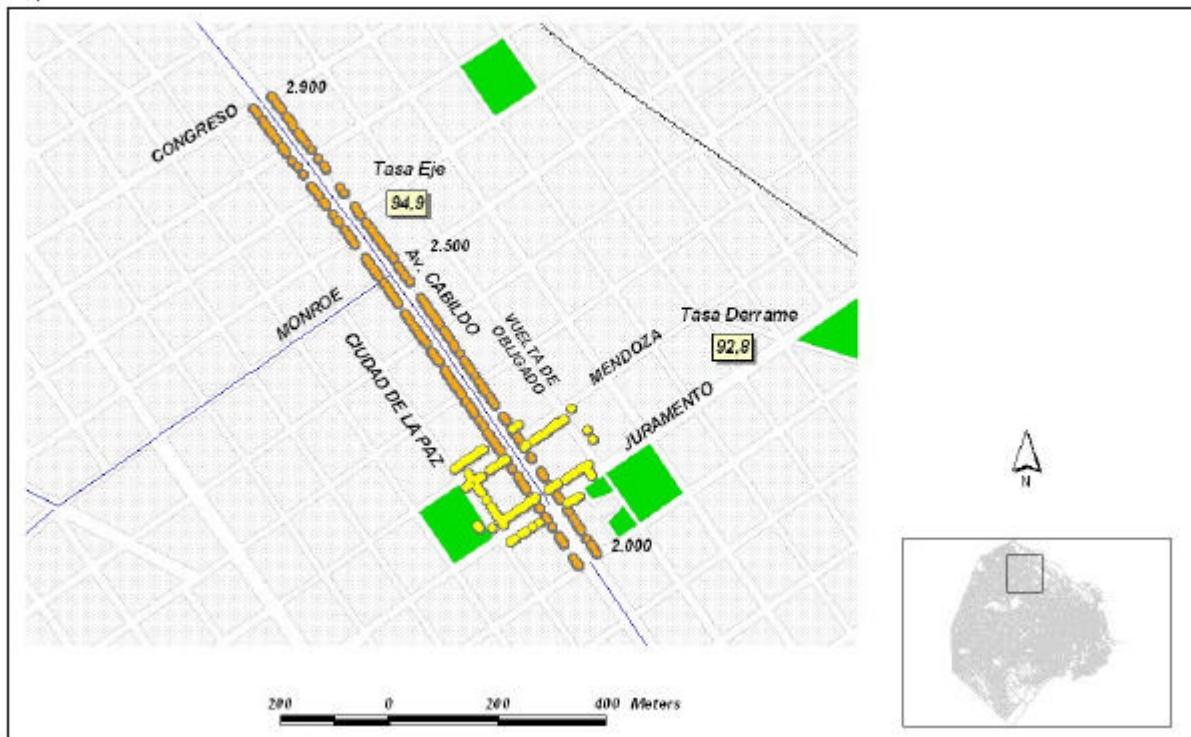 2.900
CONGRESO
Tasa Eje
94,9
2.500
Av. CABILDO
MONROE
VUELTA DE
OBLIGADO
Tasa Derrame
92,8
MENDOZA
CIUDAD DE LA PAZ
JURAMENTO
2.000
N
200 0 200 400 Meters